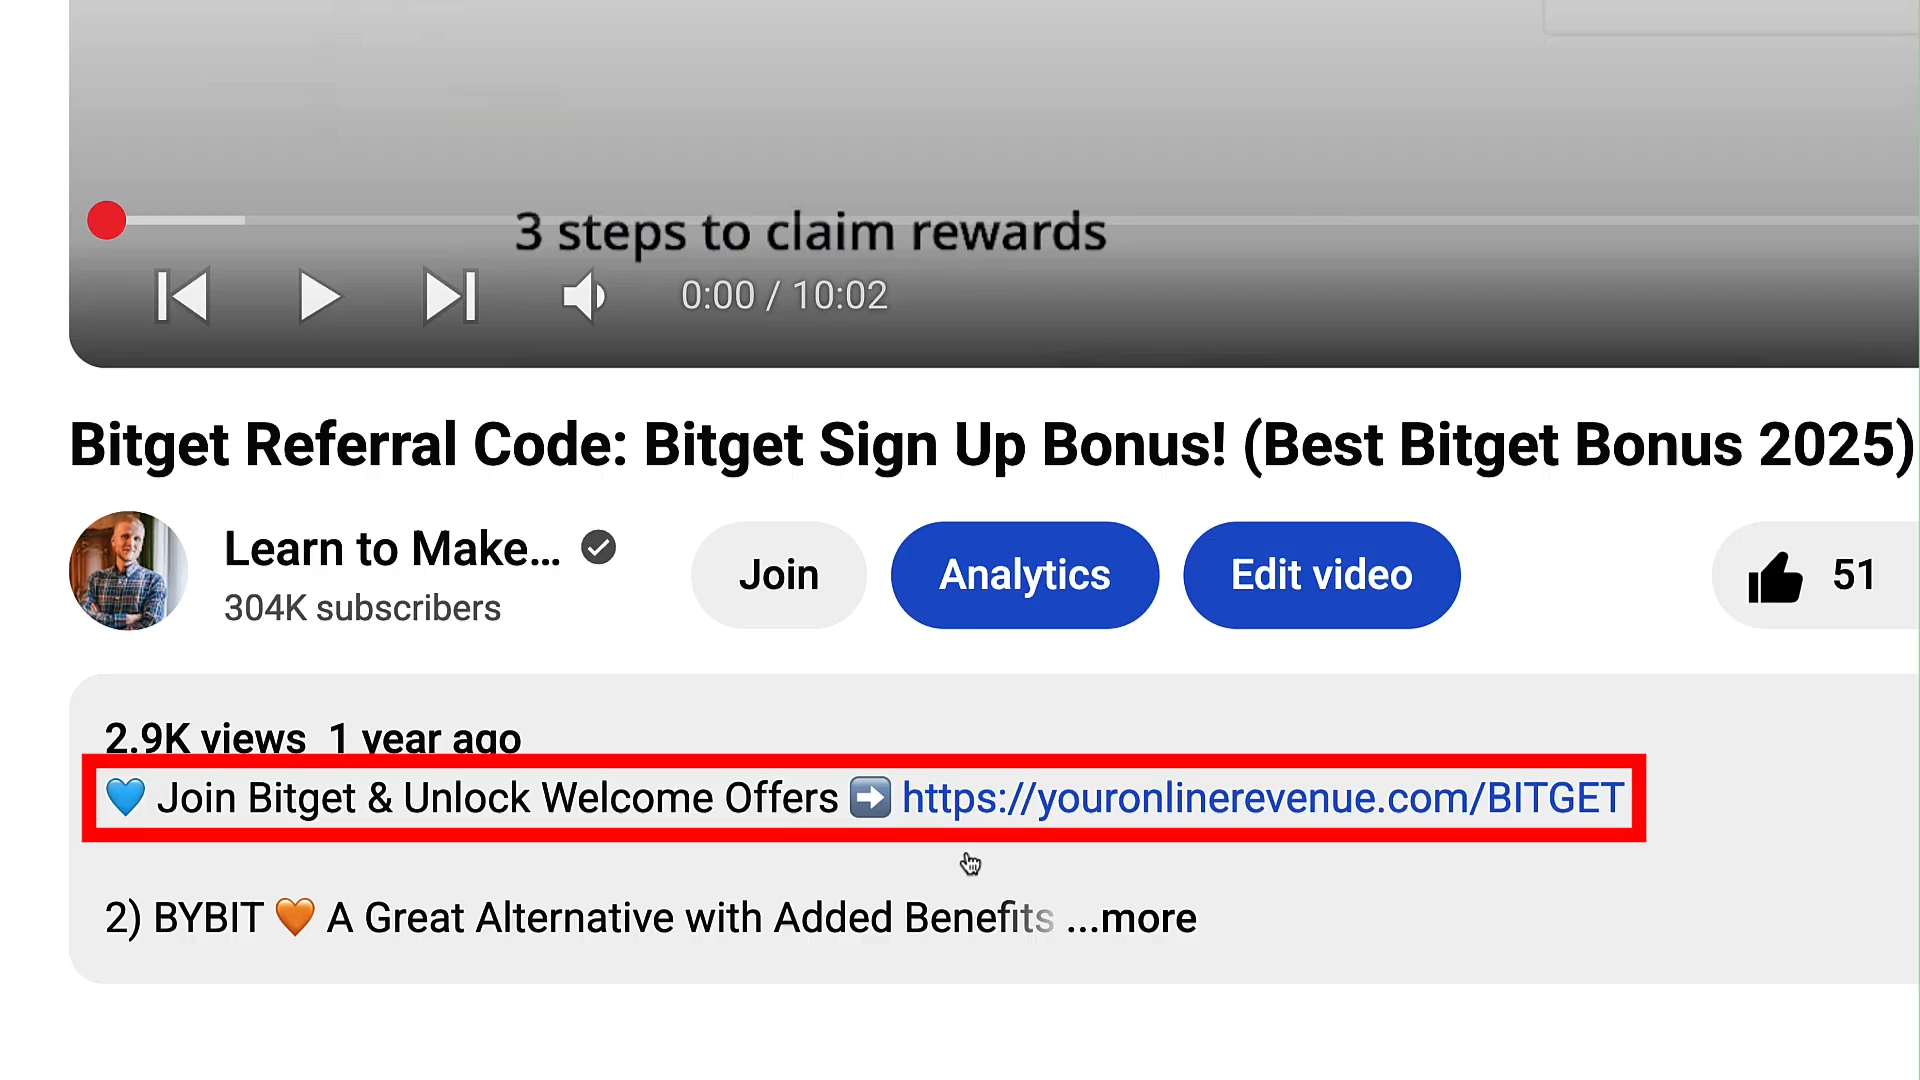 3 steps to claim rewards
0:00 / 10:02
Bitget Referral Code: Bitget Sign Up Bonus! (Best Bitget Bonus 2025)
Learn to Make...
304K subscribers
Join
Analytics
Edit video
51
2.9K views 1 year ago
💙 Join Bitget & Unlock Welcome Offers ➡️ https://youronlinerevenue.com/BITGET
2) BYBIT 🧡 A Great Alternative with Added Benefits ...more